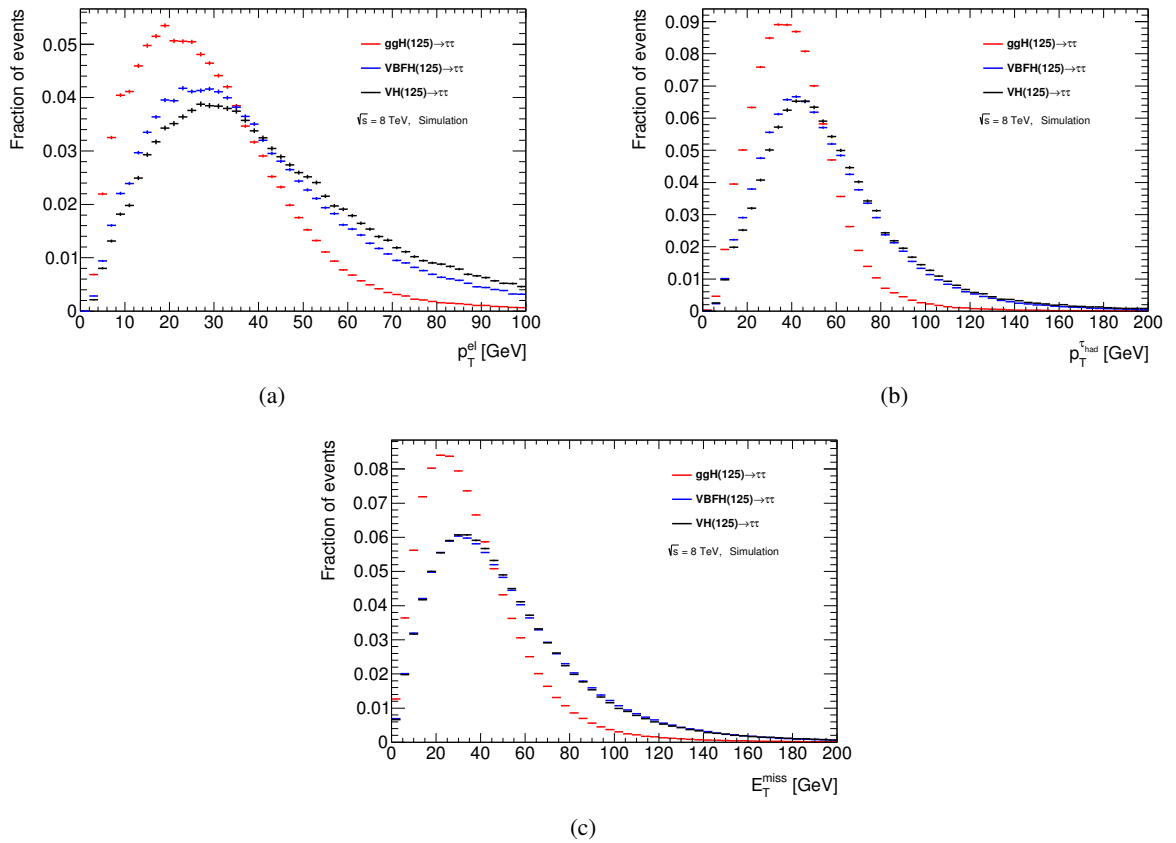 Fraction of events
0.05
0.04
0.03
0.02
0.01
0
0 10 20 30 40 50 60 70 80 90 100
p_T^el [GeV]
ggH(125)→ττ
VBFH(125)→ττ
VH(125)→ττ
√s = 8 TeV, Simulation
(a)
Fraction of events
0.09
0.08
0.07
0.06
0.05
0.04
0.03
0.02
0.01
0
0 20 40 60 80 100 120 140 160 180 200
p_T^τhad [GeV]
ggH(125)→ττ
VBFH(125)→ττ
VH(125)→ττ
√s = 8 TeV, Simulation
(b)
Fraction of events
0.08
0.07
0.06
0.05
0.04
0.03
0.02
0.01
0
0 20 40 60 80 100 120 140 160 180 200
E_T^miss [GeV]
ggH(125)→ττ
VBFH(125)→ττ
VH(125)→ττ
√s = 8 TeV, Simulation
(c)